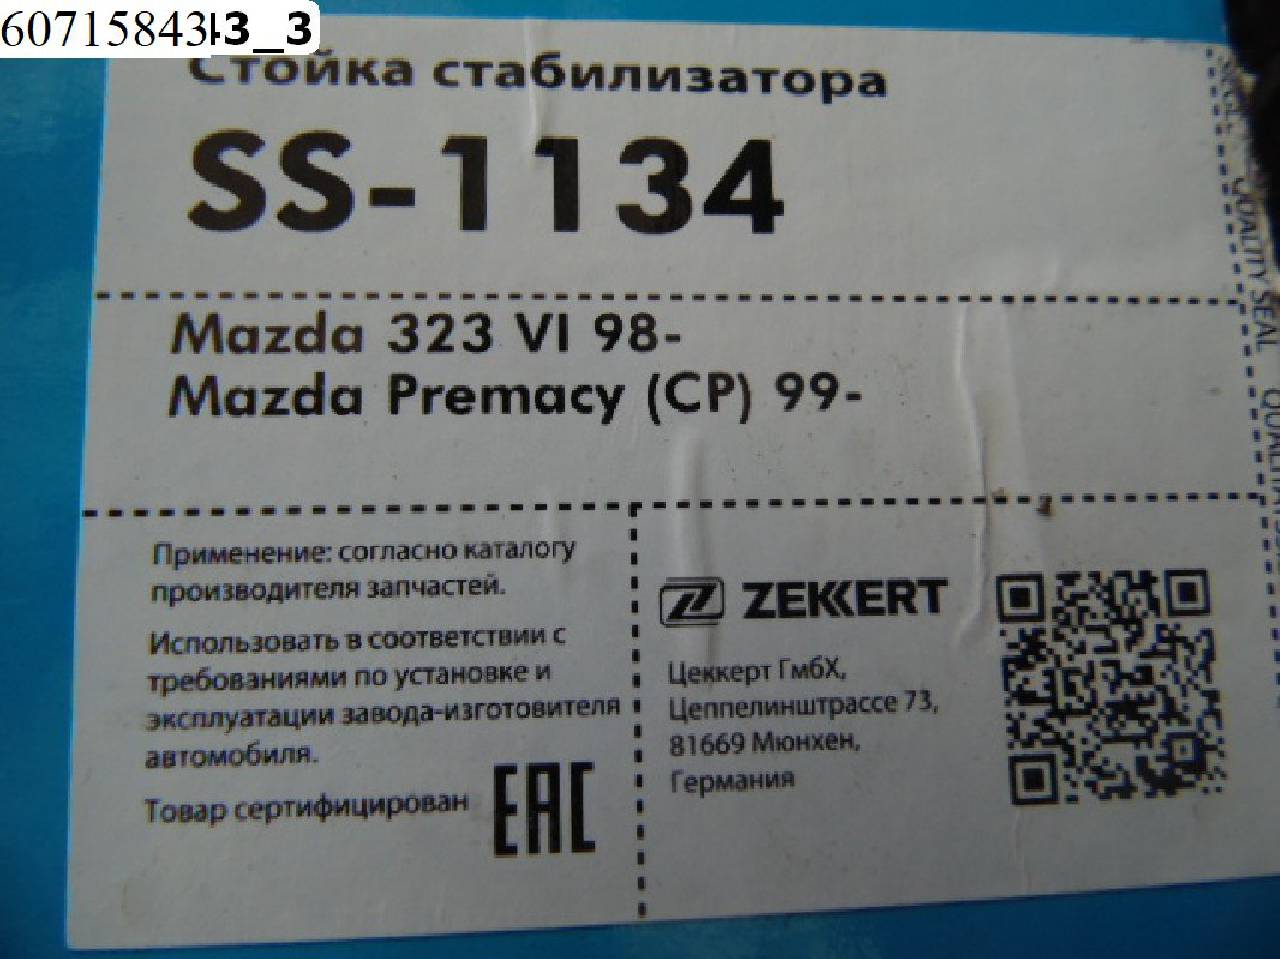 607158433_3
Стойка стабилизатора
SS-1134
Mazda 323 VI 98-
Mazda Premacy (CP) 99-
Применение: согласно каталогу
производителя запчастей.
Использовать в соответствии с
требованиями по установке и
эксплуатации завода-изготовителя
автомобиля.
Товар сертифицирован
EAC
ZEKKERT
Цеккерт ГмбХ,
Цеппелинштрассе 73,
81669 Мюнхен,
Германия
QUALITY SEAL